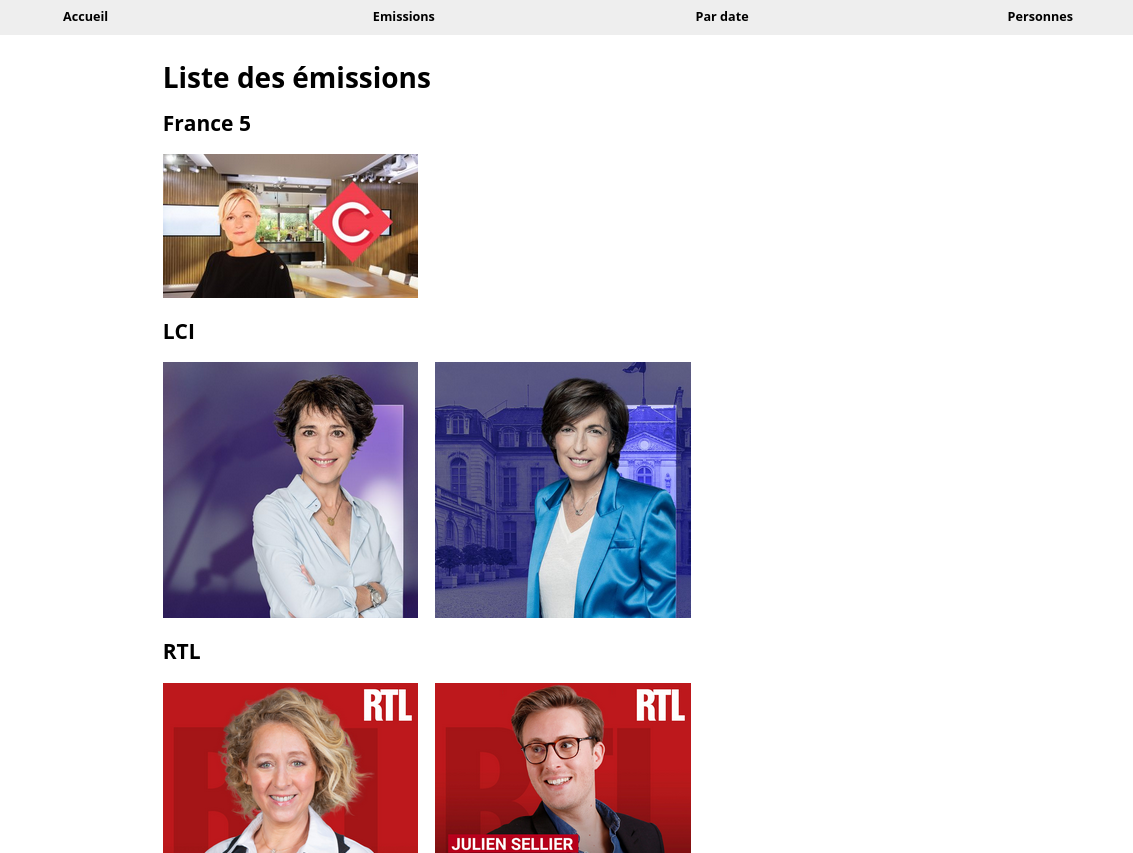 Accueil Emissions Par date Personnes
Liste des émissions
France 5
C
LCI
RTL
RTL RTL
JULIEN SELLIER